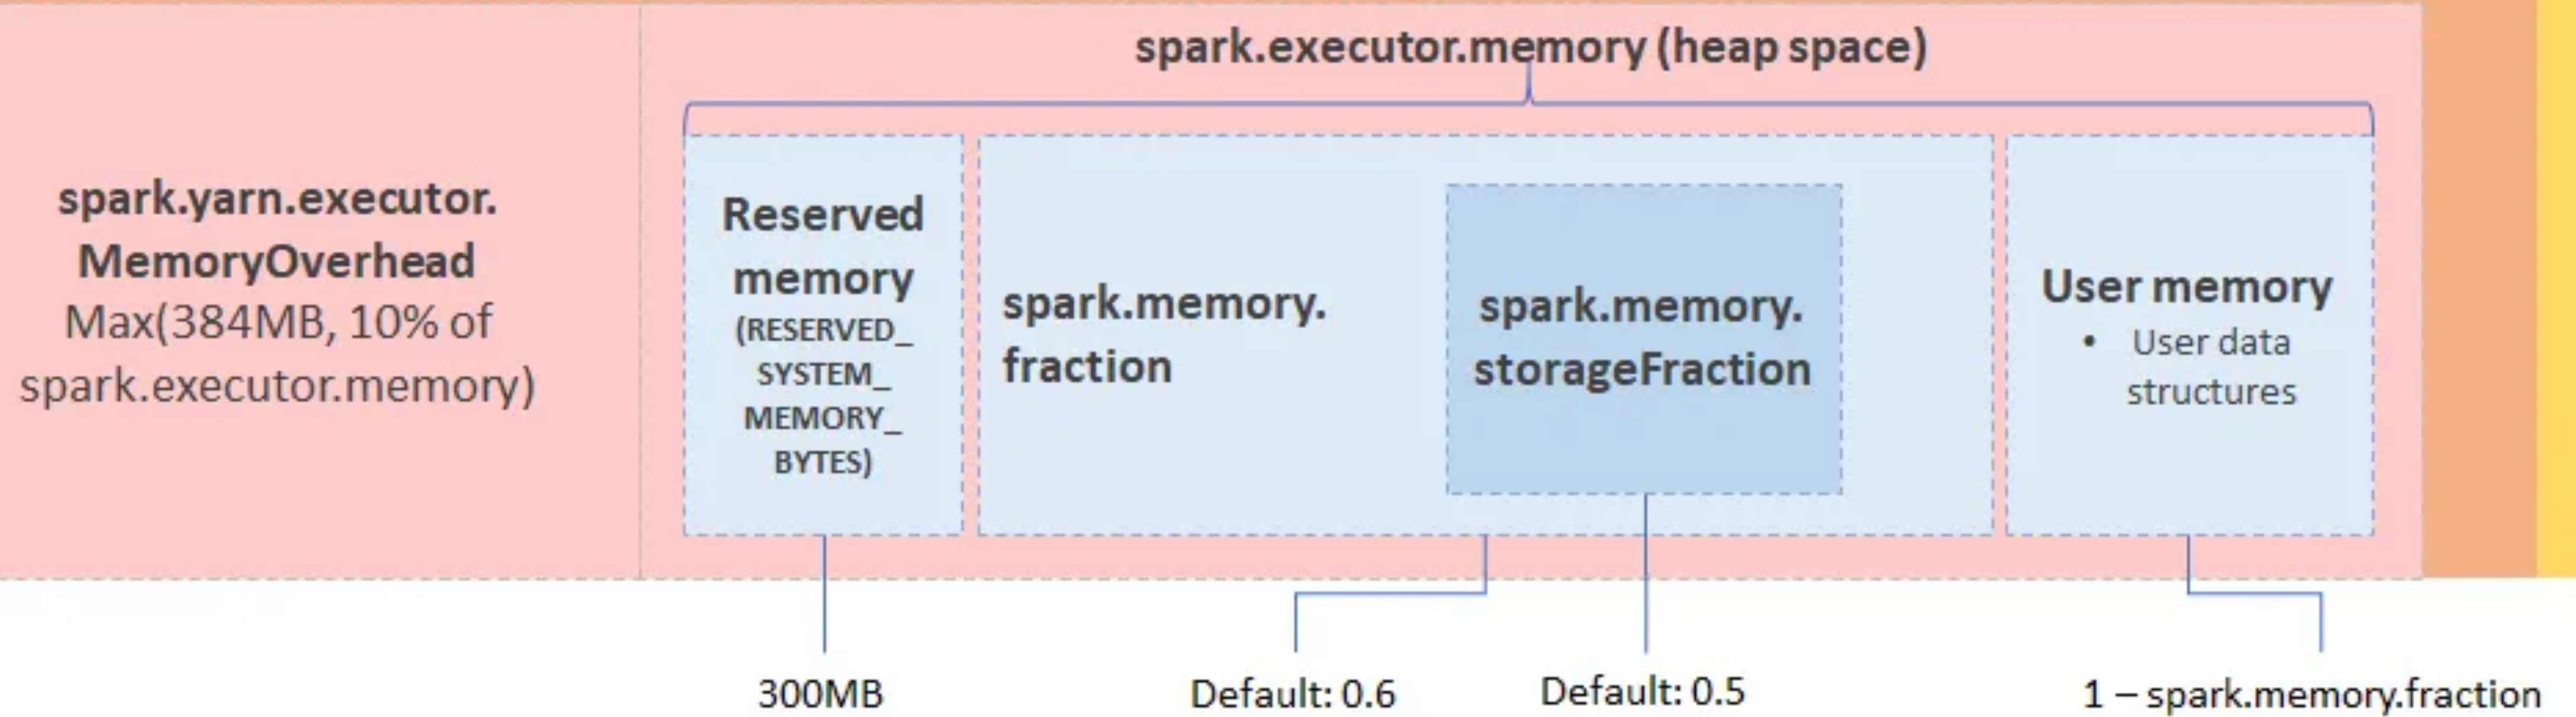 spark.executor.memory (heap space)
spark.yarn.executor.
MemoryOverhead
Max(384MB, 10% of
spark.executor.memory)
Reserved
memory
(RESERVED_
SYSTEM_
MEMORY_
BYTES)
spark.memory.
fraction
spark.memory.
storageFraction
User memory
• User data
structures
300MB
Default: 0.6
Default: 0.5
1 – spark.memory.fraction